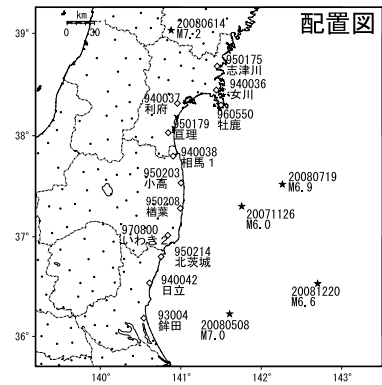 配置図
km
0 30
39°
38°
37°
36°
140°
141°
142°
143°
20080614
M7.2
950175
志津川
940036
女川
960550
牡鹿
940037
利府
950179
亘理
940038
相馬1
950203
小高
950208
楢葉
970800
いわき2
950214
北茨城
940042
日立
93004
鉾田
20080719
M6.9
20071126
M6.0
20081220
M6.6
20080508
M7.0